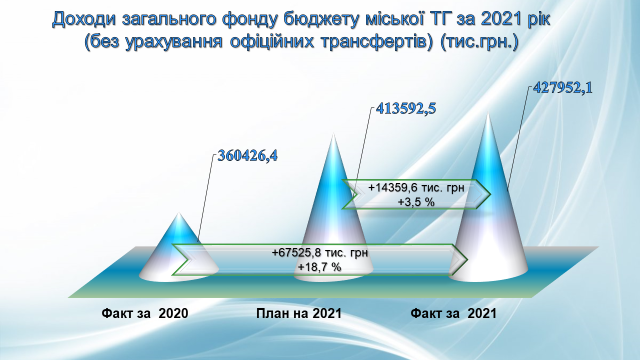 Доходи загального фонду бюджету міської ТГ за 2021 рік
(без урахування офіційних трансфертів) (тис.грн.)
427952,1
413592,5
360426,4
+14359,6 тис. грн
+3,5 %
+67525,8 тис. грн
+18,7 %
Факт за 2020
План на 2021
Факт за 2021